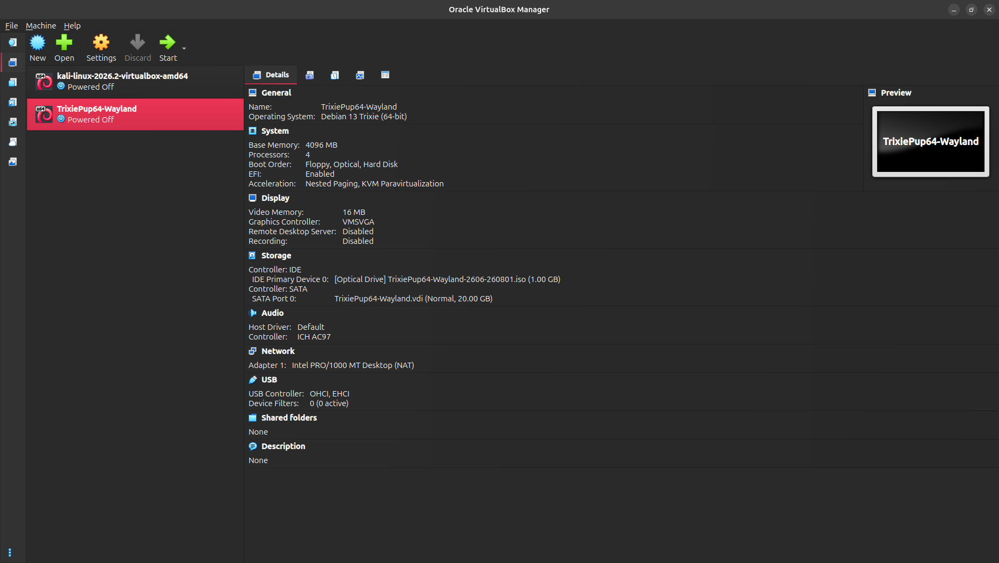 Oracle VirtualBox Manager
File Machine Help
New Open Settings Discard Start
x64 kali-linux-2026.2-virtualbox-amd64
Powered Off
x64 TrixiePup64-Wayland
Powered Off
Details
General
Name: TrixiePup64-Wayland
Operating System: Debian 13 Trixie (64-bit)
System
Base Memory: 4096 MB
Processors: 4
Boot Order: Floppy, Optical, Hard Disk
EFI: Enabled
Acceleration: Nested Paging, KVM Paravirtualization
Display
Video Memory: 16 MB
Graphics Controller: VMSVGA
Remote Desktop Server: Disabled
Recording: Disabled
Storage
Controller: IDE
IDE Primary Device 0: [Optical Drive] TrixiePup64-Wayland-2606-260801.iso (1.00 GB)
Controller: SATA
SATA Port 0: TrixiePup64-Wayland.vdi (Normal, 20.00 GB)
Audio
Host Driver: Default
Controller: ICH AC97
Network
Adapter 1: Intel PRO/1000 MT Desktop (NAT)
USB
USB Controller: OHCI, EHCI
Device Filters: 0 (0 active)
Shared folders
None
Description
None
Preview
TrixiePup64-Wayland